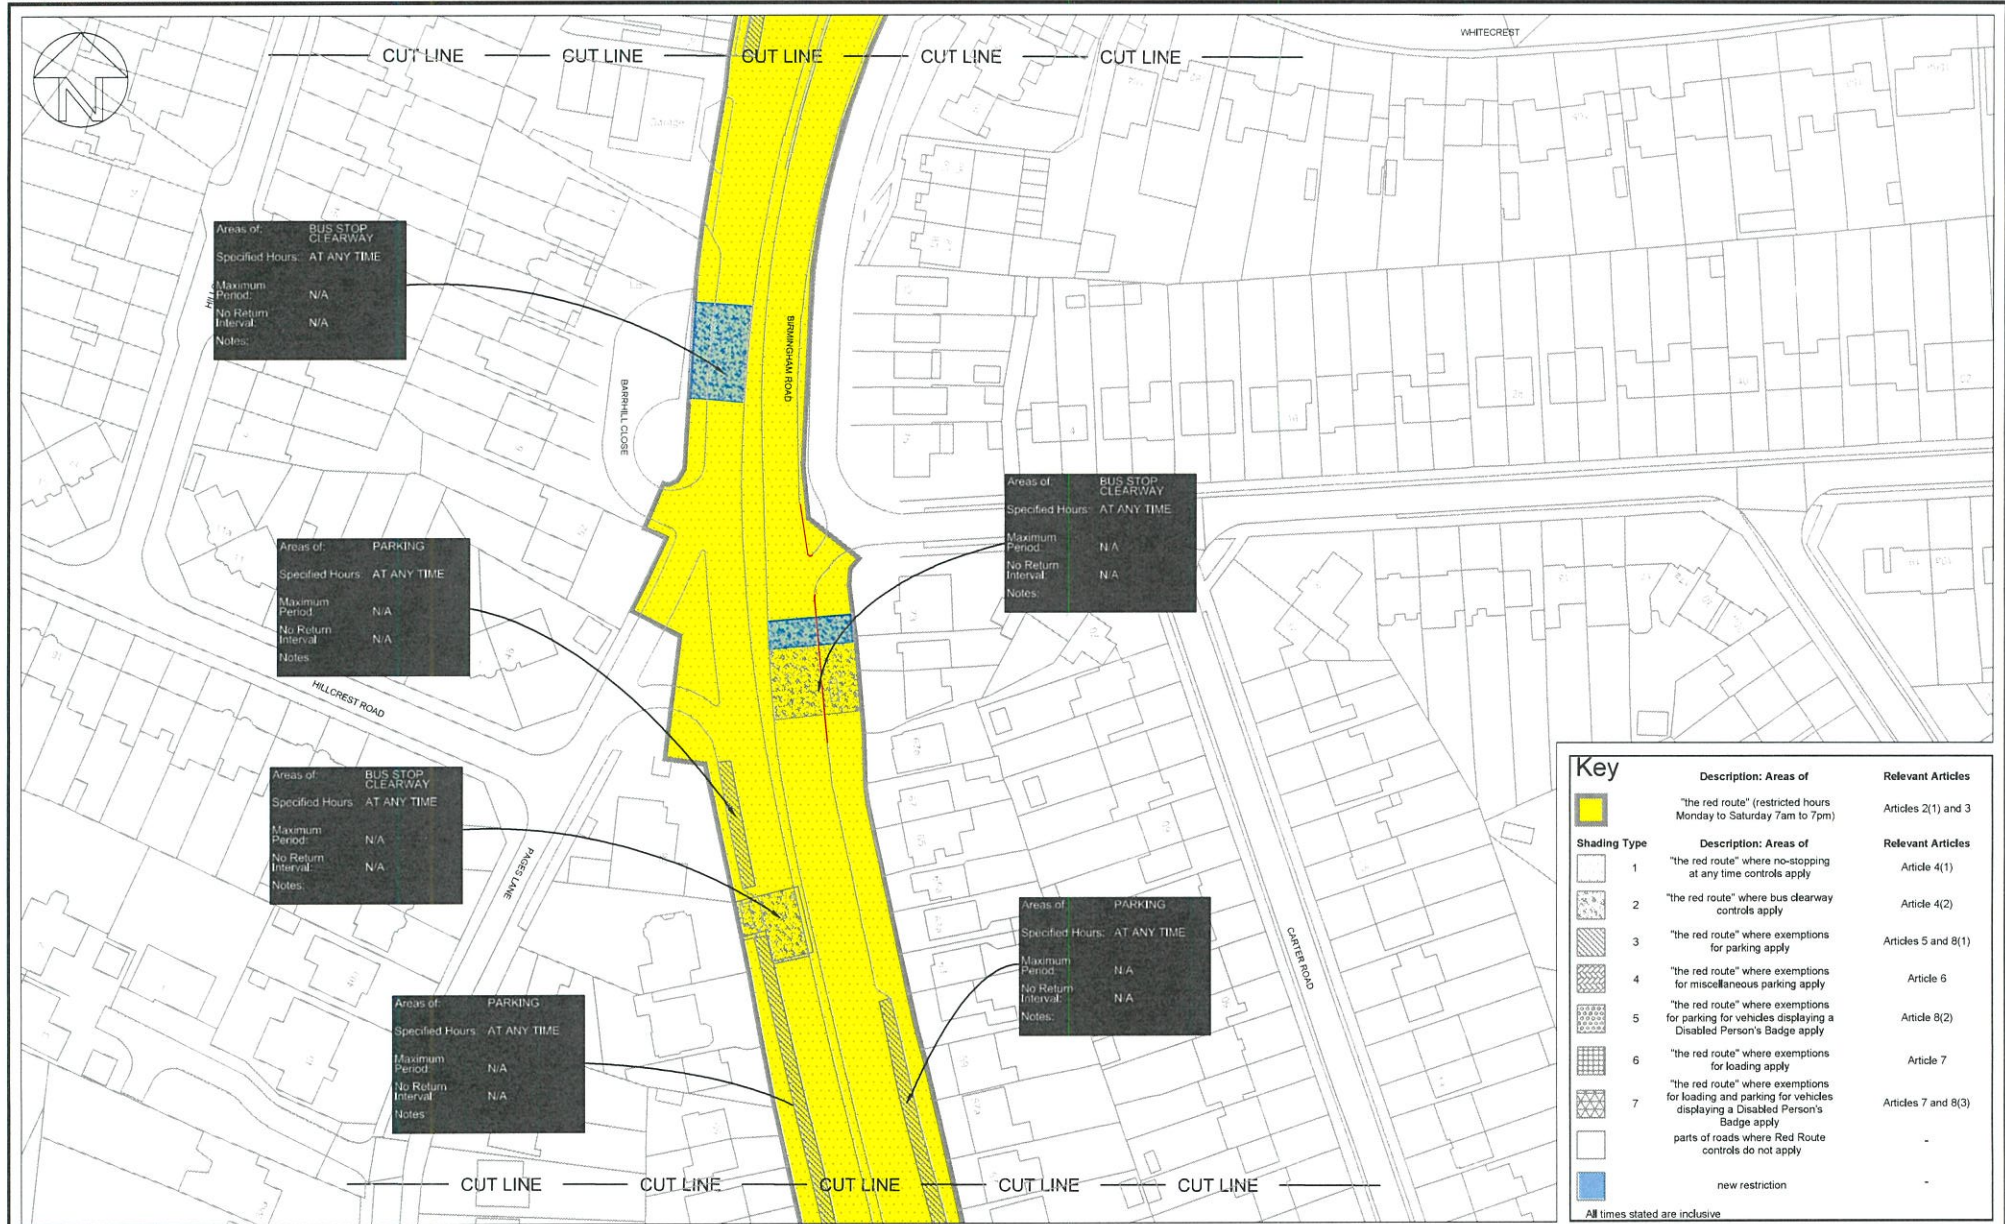 WHITECREST
CUT LINE CUT LINE CUT LINE CUT LINE CUT LINE
N
Garage
Areas of: BUS STOP
CLEARWAY
Specified Hours: AT ANY TIME
Maximum
Period: N/A
No Return
Interval: N/A
Notes:
BIRMINGHAM ROAD
BARRHILL CLOSE
Areas of: BUS STOP
CLEARWAY
Specified Hours: AT ANY TIME
Maximum
Period: N/A
No Return
Interval: N/A
Notes:
Areas of: PARKING
Specified Hours AT ANY TIME
Maximum
Period: N/A
No Return
Interval N/A
Notes
HILLCREST ROAD
Areas of: BUS STOP
CLEARWAY
Specified Hours AT ANY TIME
Maximum
Period: N/A
No Return
Interval: N/A
Notes:
PAGES LANE
Areas of: PARKING
Specified Hours: AT ANY TIME
Maximum
Period: N/A
No Return
Interval: N/A
Notes:
CARTER ROAD
Areas of: PARKING
Specified Hours AT ANY TIME
Maximum
Period: N/A
No Return
Interval N/A
Notes
CUT LINE CUT LINE CUT LINE CUT LINE CUT LINE
Key
Description: Areas of Relevant Articles
"the red route" (restricted hours
Monday to Saturday 7am to 7pm) Articles 2(1) and 3
Shading Type Description: Areas of Relevant Articles
1 "the red route" where no-stopping
at any time controls apply Article 4(1)
2 "the red route" where bus clearway
controls apply Article 4(2)
3 "the red route" where exemptions
for parking apply Articles 5 and 8(1)
4 "the red route" where exemptions
for miscellaneous parking apply Article 6
5 "the red route" where exemptions
for parking for vehicles displaying a
Disabled Person's Badge apply Article 8(2)
6 "the red route" where exemptions
for loading apply Article 7
7 "the red route" where exemptions
for loading and parking for vehicles
displaying a Disabled Person's
Badge apply Articles 7 and 8(3)
parts of roads where Red Route
controls do not apply -
new restriction -
All times stated are inclusive